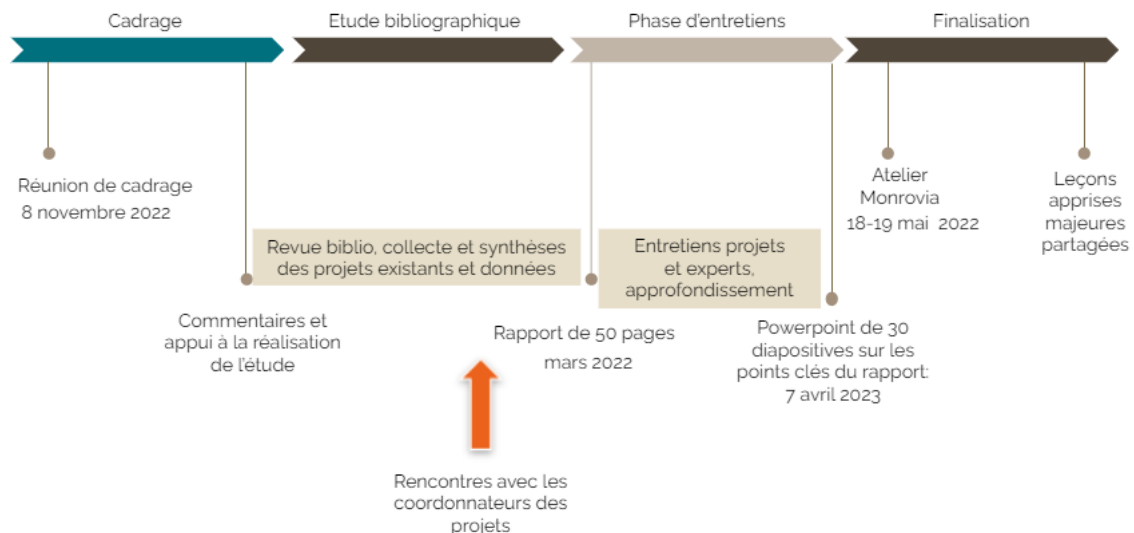 Cadrage
Etude bibliographique
Phase d'entretiens
Finalisation
Réunion de cadrage
8 novembre 2022
Atelier
Monrovia
18-19 mai 2022
Leçons
apprises
majeures
partagées
Revue biblio, collecte et synthèses
des projets existants et données
Entretiens projets
et experts,
approfondissement
Commentaires et
appui à la réalisation
de l'étude
Rapport de 50 pages
mars 2022
Powerpoint de 30
diapositives sur les
points clés du rapport:
7 avril 2023
Rencontres avec les
coordonnateurs des
projets